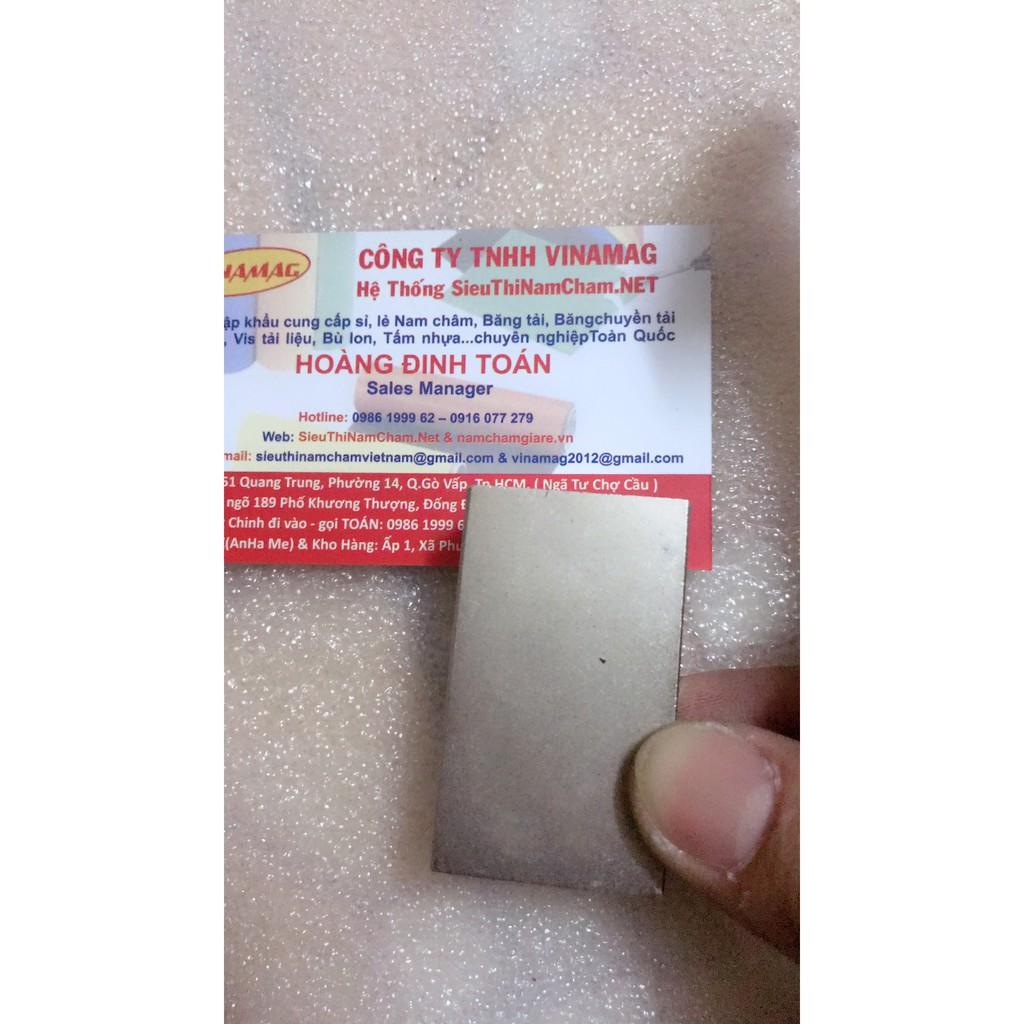 NAMAG
CÔNG TY TNHH VINAMAG
Hệ Thống SieuThiNamCham.NET
khẩu cung cấp sỉ, lẻ Nam châm, Băng tải, Băngchuyền tải
, Vis tải liệu, Bù lon, Tấm nhựa...chuyên nghiệpToàn Quốc
HOÀNG ĐINH TOÁN
Sales Manager
Hotline: 0986 1999 62 – 0916 077 279
Web: SieuThiNamCham.Net & namchamgiare.vn
mail: sieuthinamchamvietnam@gmail.com & vinamag2012@gmail.com
51 Quang Trung, Phường 14, Q.Gò Vấp, Tp.HCM. ( Ngã Tư Chợ Cầu )
ngõ 189 Phố Khương Thượng, Đống
Chinh đi vào - gọi TOÁN: 0986 1999
(AnHa Me) & Kho Hàng: Ấp 1, Xã